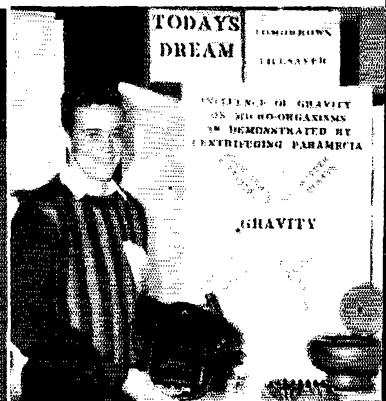 TODAYS
DREAM
TOMORROWS
LIFESAVER
INFLUENCE OF GRAVITY
ON MICRO-ORGANISMS
AS DEMONSTRATED BY
CENTRIFUGING PARAMECIA
GRAVITY